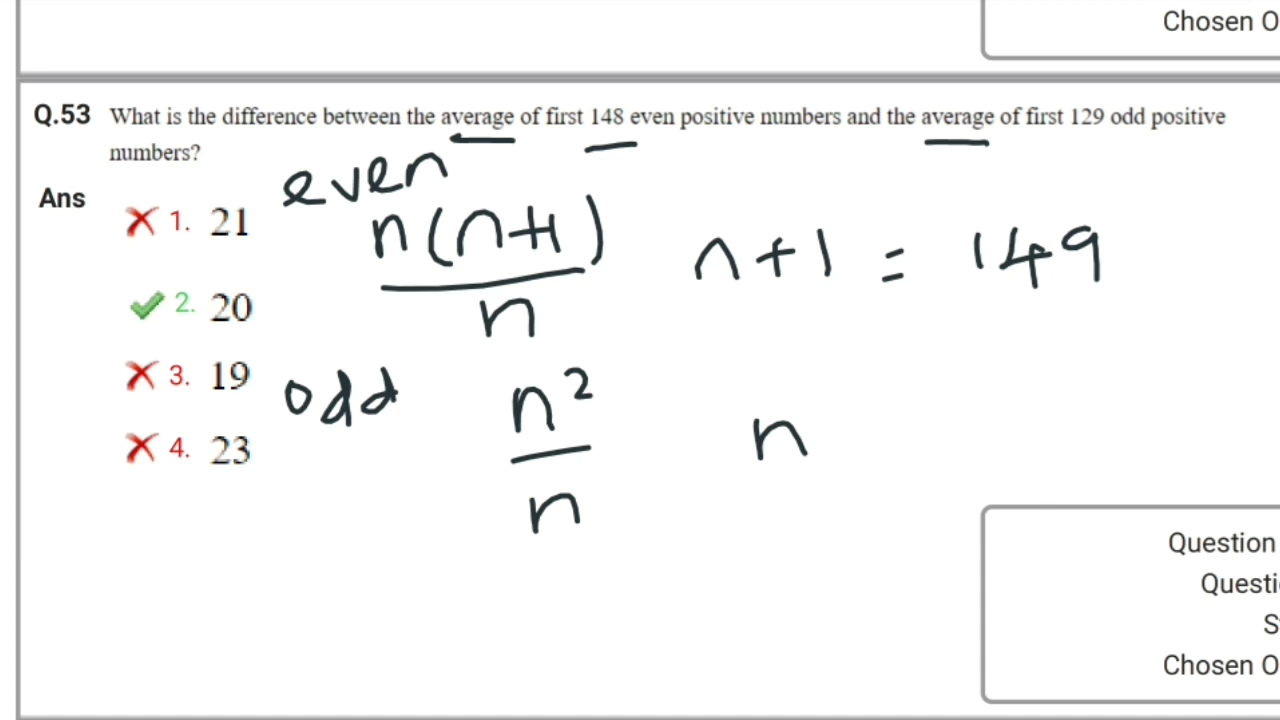 Chosen O
Q.53 What is the difference between the average of first 148 even positive numbers and the average of first 129 odd positive
numbers?
Ans
even
1. 21
n(n+1)
n
n+1 = 149
2. 20
3. 19
odd
n²
n
n
4. 23
Question
Questi
S
Chosen O